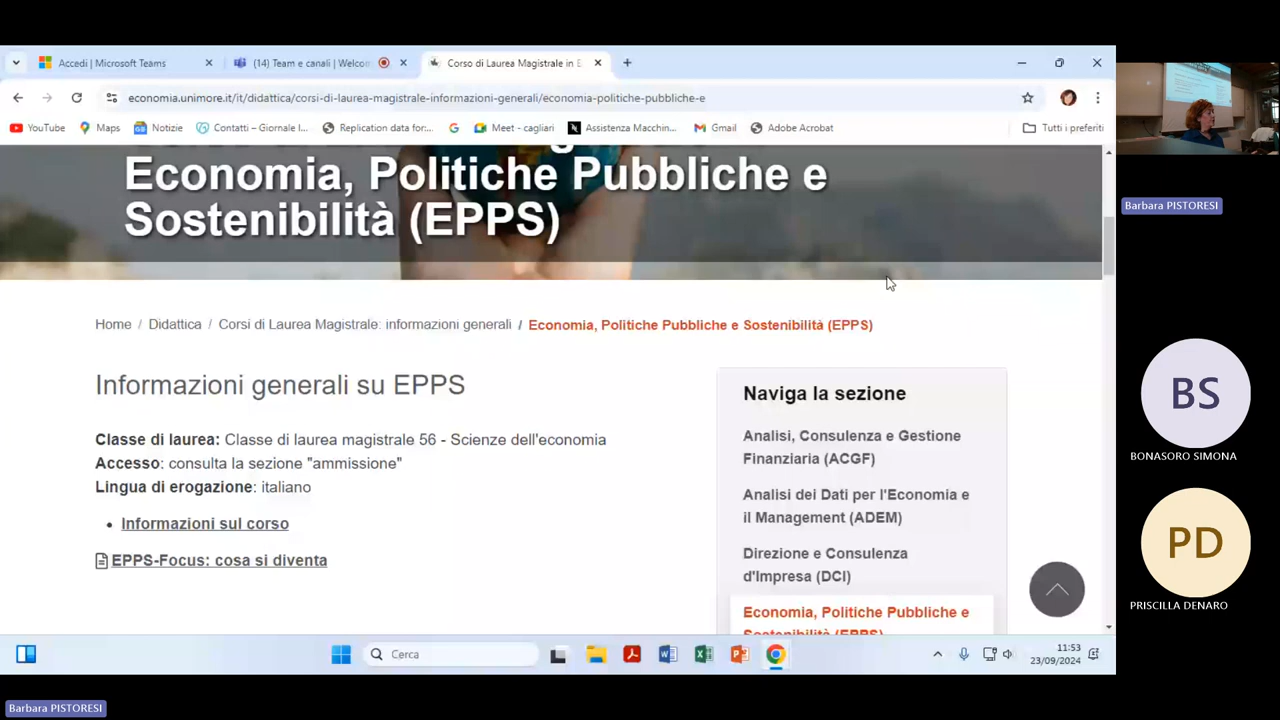 Accedi | Microsoft Teams
(14) Team e canali | Welco
Corso di Laurea Magistrale in E
economia.unimore.it/it/didattica/corsi-di-laurea-magistrale-informazioni-generali/economia-politiche-pubbliche-e
YouTube
Maps
Notizie
Contatti – Giornale l...
Replication data for:...
Meet - cagliari
Assistenza Macchin...
Gmail
Adobe Acrobat
Tutti i preferiti
Economia, Politiche Pubbliche e
Sostenibilità (EPPS)
Home / Didattica / Corsi di Laurea Magistrale: informazioni generali / Economia, Politiche Pubbliche e Sostenibilità (EPPS)
Informazioni generali su EPPS
Classe di laurea: Classe di laurea magistrale 56 - Scienze dell'economia
Accesso: consulta la sezione "ammissione"
Lingua di erogazione: italiano
• Informazioni sul corso
EPPS-Focus: cosa si diventa
Naviga la sezione
Analisi, Consulenza e Gestione
Finanziaria (ACGF)
Analisi dei Dati per l'Economia e
il Management (ADEM)
Direzione e Consulenza
d'Impresa (DCI)
Economia, Politiche Pubbliche e
Sostenibilità (EPPS)
Cerca
11:53
23/09/2024
Barbara PISTORESI
BS
BONASORO SIMONA
PD
PRISCILLA DENARO
Barbara PISTORESI